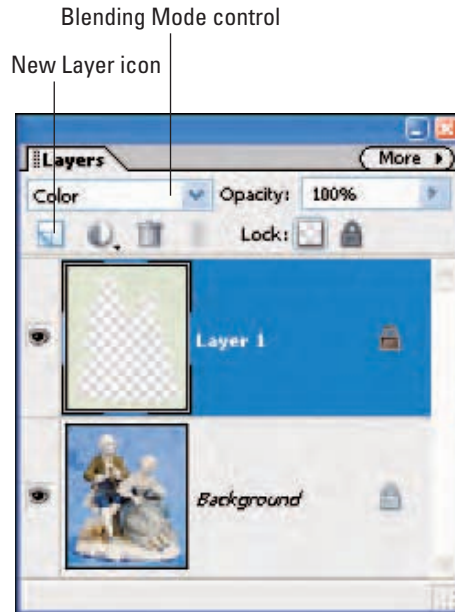 Blending Mode control
New Layer icon
Layers
More
Color
Opacity: 100%
Lock:
Layer 1
Background